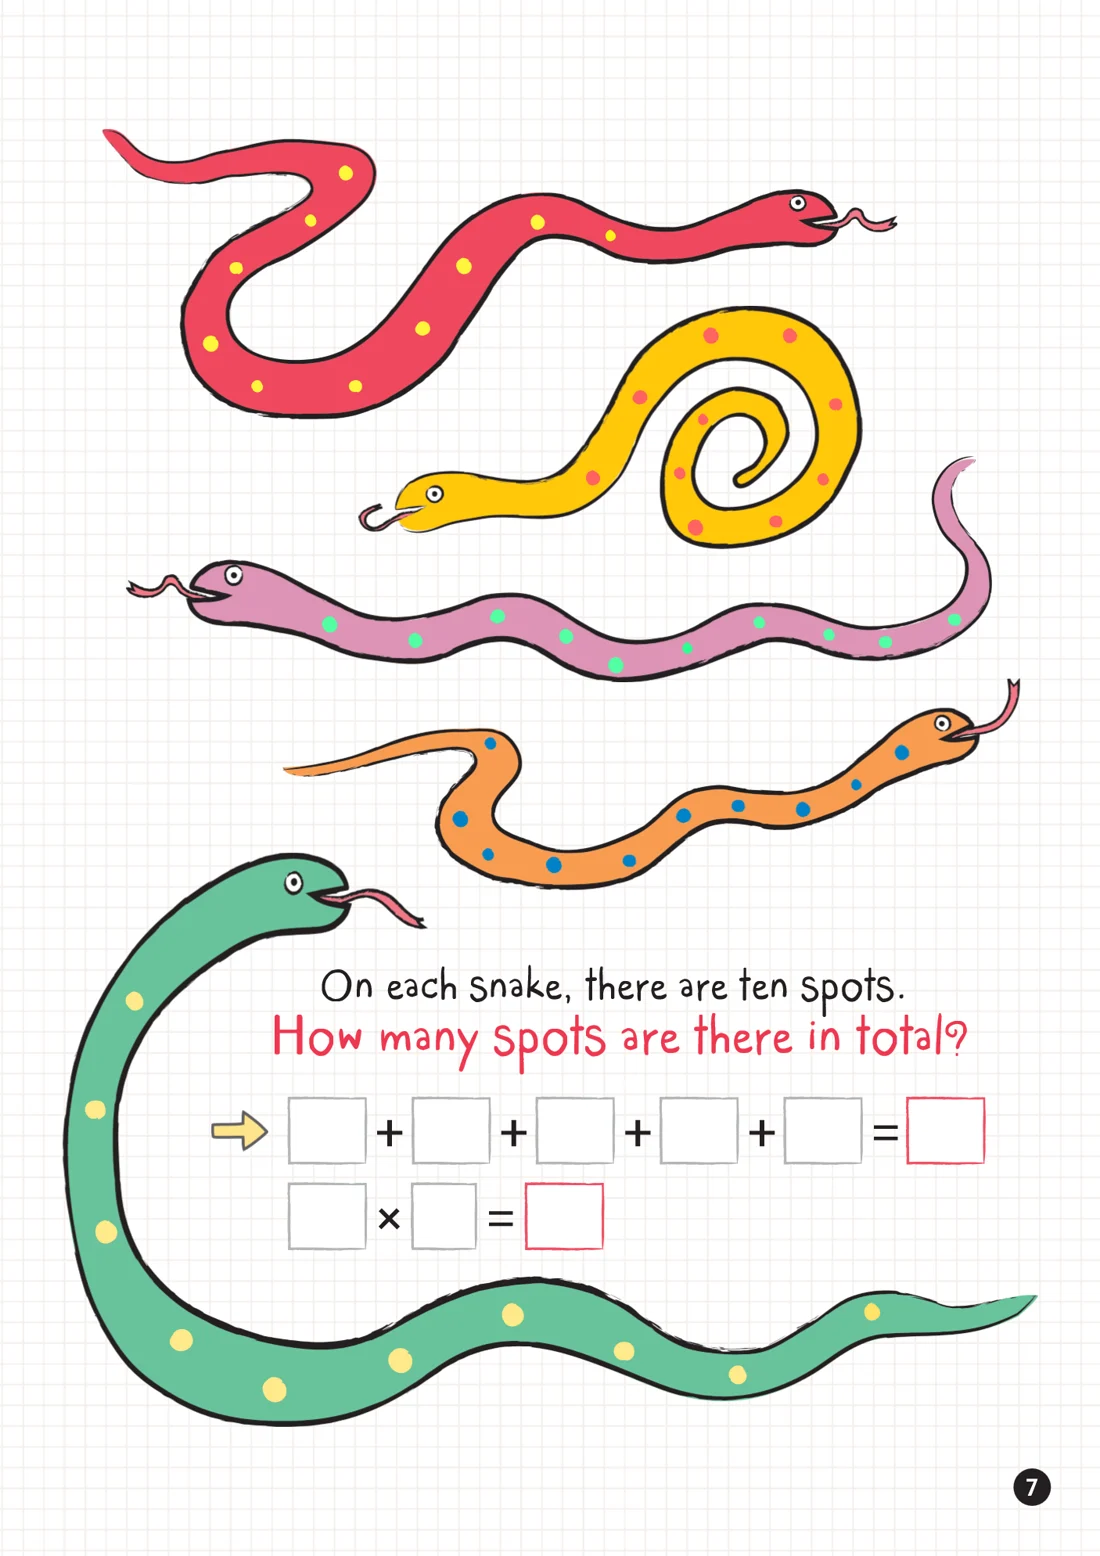 On each snake, there are ten spots.
How many spots are there in total?
+ + + + =
× =
7